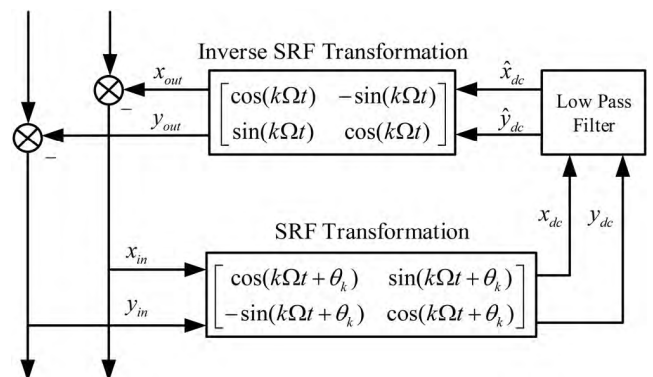 Inverse SRF Transformation
x_out
cos(kΩt) −sin(kΩt)
sin(kΩt) cos(kΩt)
y_out
x̂_dc
ŷ_dc
Low Pass
Filter
−
−
x_dc
y_dc
SRF Transformation
x_in
cos(kΩt + θ_k) sin(kΩt + θ_k)
−sin(kΩt + θ_k) cos(kΩt + θ_k)
y_in